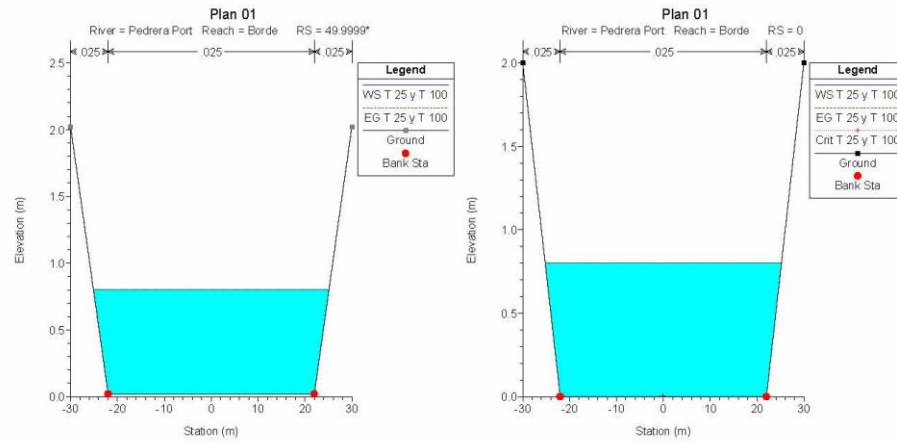 Plan 01
River = Pedrera Port Reach = Borde RS = 49.9999*
.025 .025 .025
Legend
WS T 25 y T 100
EG T 25 y T 100
Ground
Bank Sta
2.5
2.0
1.5
1.0
0.5
0.0
Elevation (m)
-30 -20 -10 0 10 20 30
Station (m)
Plan 01
River = Pedrera Port Reach = Borde RS = 0
.025 .025 .025
Legend
WS T 25 y T 100
EG T 25 y T 100
Crit T 25 y T 100
Ground
Bank Sta
2.0
1.5
1.0
0.5
0.0
Elevation (m)
-30 -20 -10 0 10 20 30
Station (m)